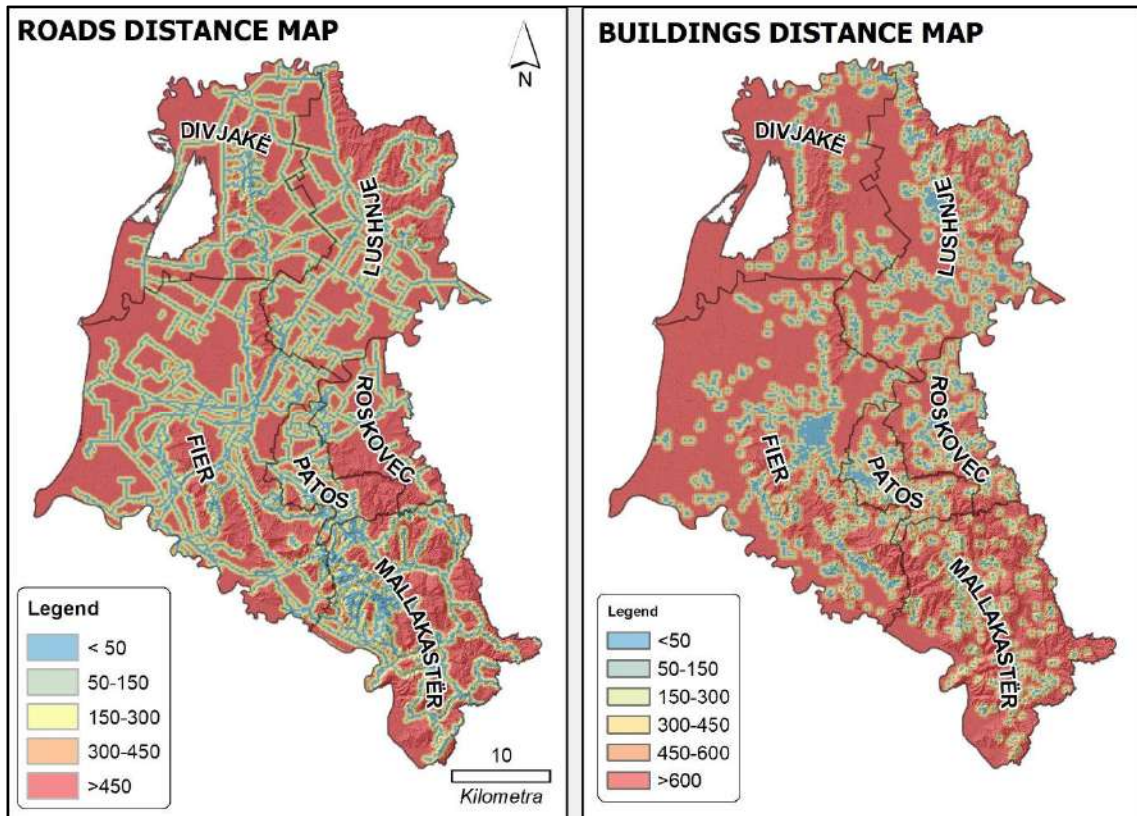 ROADS DISTANCE MAP
N
DIVJAKË
LUSHNJE
ROSKOVEC
FIER
PATOS
MALLAKASTËR
Legend
< 50
50-150
150-300
300-450
>450
10
Kilometra
BUILDINGS DISTANCE MAP
DIVJAKË
LUSHNJE
ROSKOVEC
FIER
PATOS
MALLAKASTËR
Legend
<50
50-150
150-300
300-450
450-600
>600